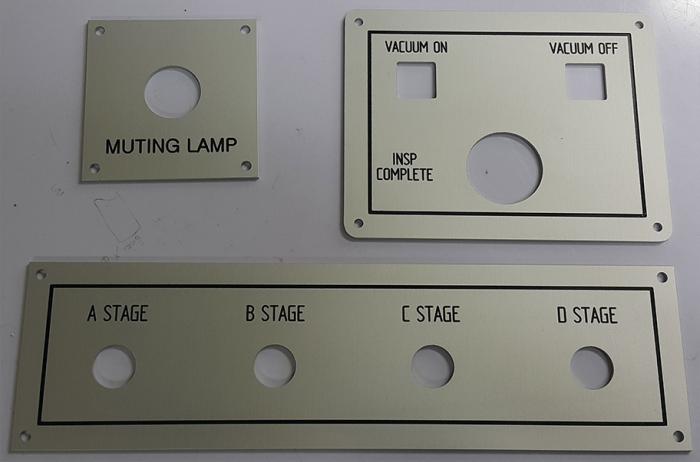 MUTING LAMP
VACUUM ON
VACUUM OFF
INSP
COMPLETE
A STAGE
B STAGE
C STAGE
D STAGE